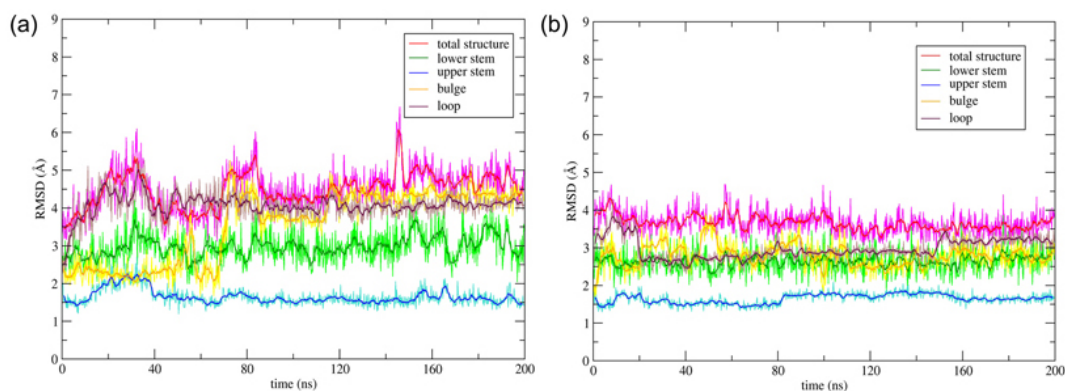 (a)
9
8
7
6
5
4
3
2
1
0
RMSD (Å)
total structure
lower stem
upper stem
bulge
loop
0 40 80 120 160 200
time (ns)
(b)
9
8
7
6
5
4
3
2
1
0
RMSD (Å)
total structure
lower stem
upper stem
bulge
loop
0 40 80 120 160 200
time (ns)